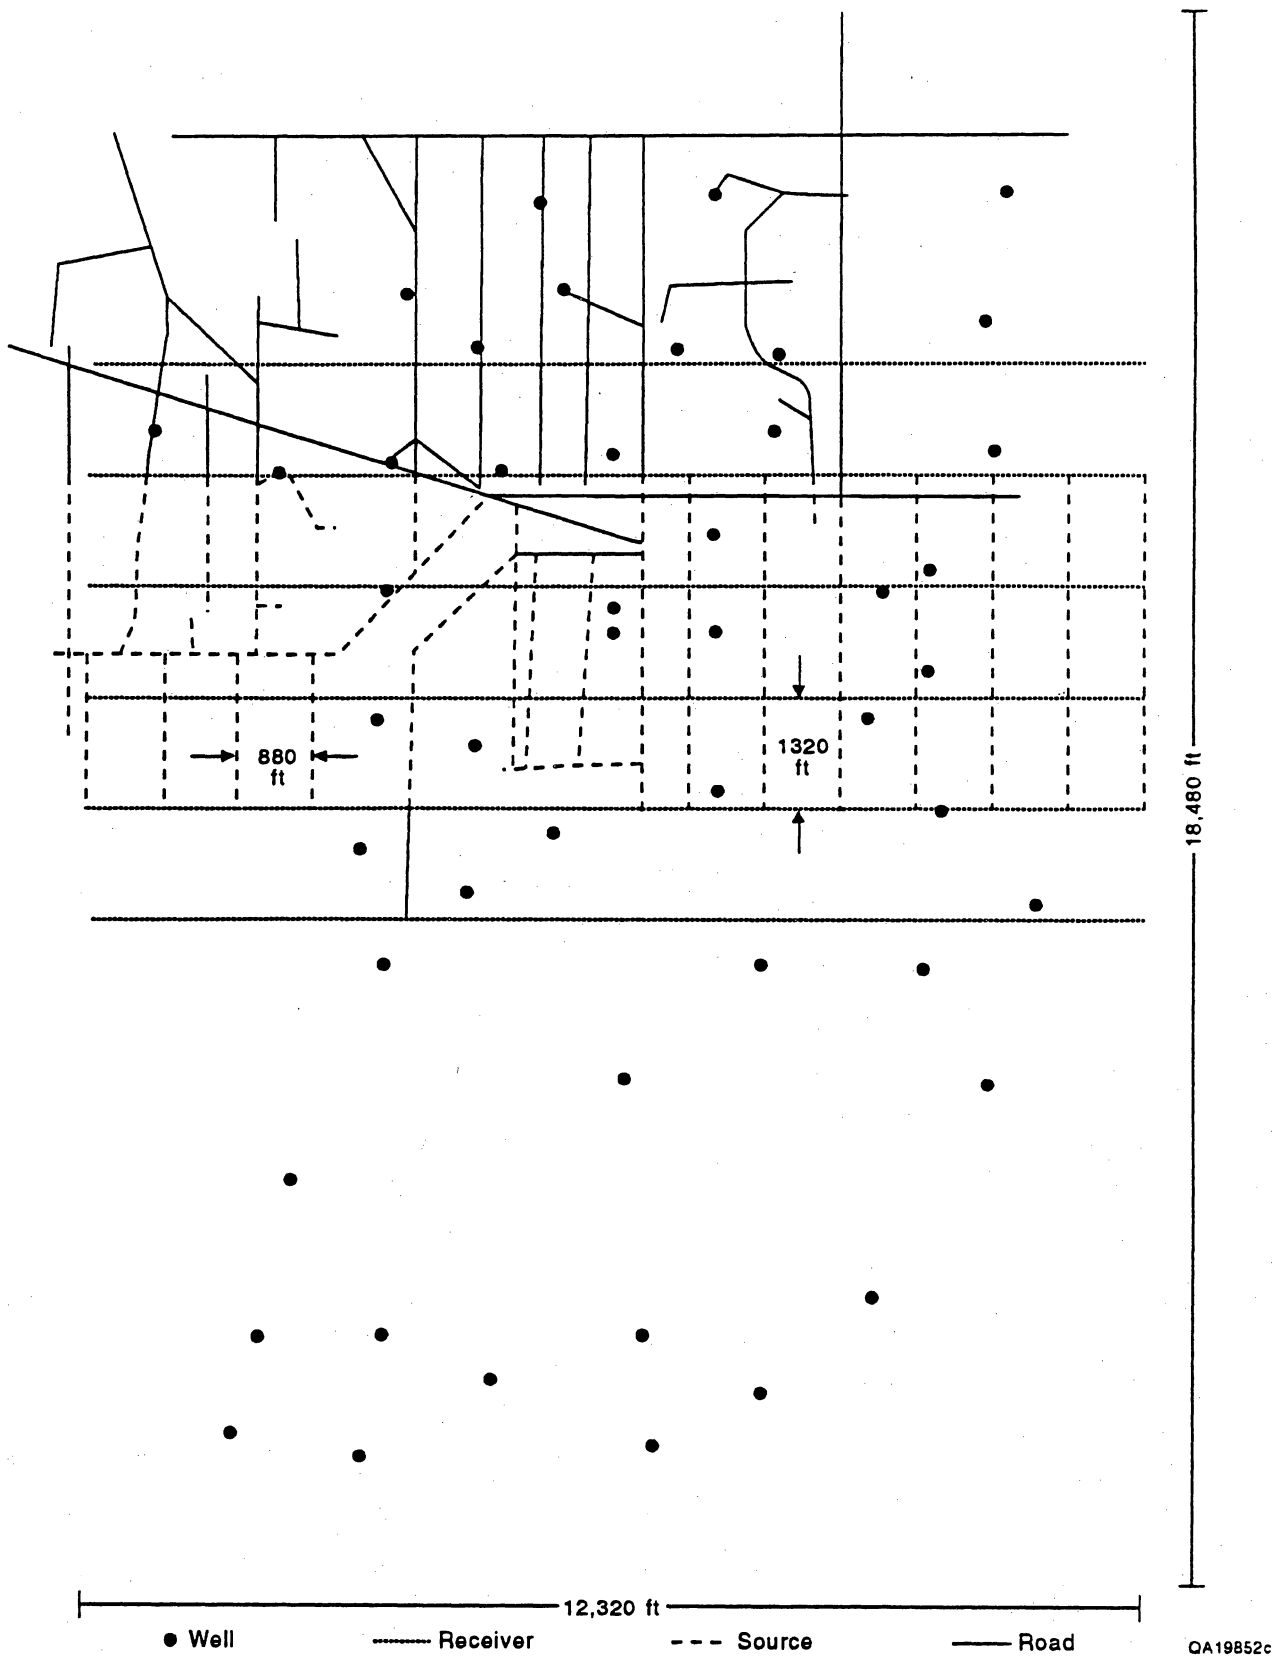 880
ft
1320
ft
18,480 ft
12,320 ft
Well
Receiver
Source
Road
QA19852c